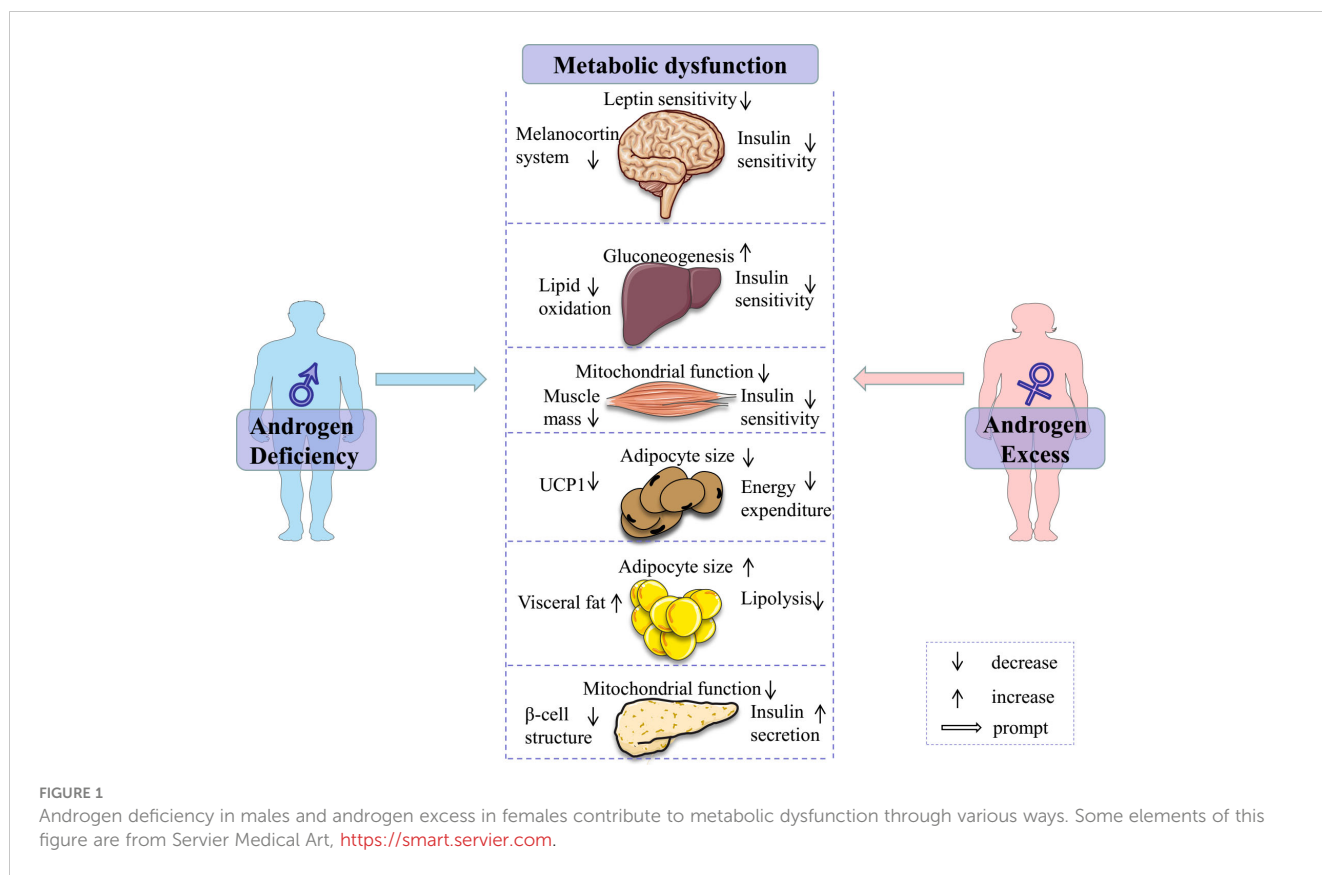 Metabolic dysfunction
Leptin sensitivity ↓
Melanocortin
system ↓
Insulin ↓
sensitivity
Gluconeogenesis ↑
Lipid ↓
oxidation
Insulin ↓
sensitivity
Mitochondrial function ↓
Muscle
mass ↓
Insulin ↓
sensitivity
Adipocyte size ↓
UCP1 ↓
Energy ↓
expenditure
Adipocyte size ↑
Visceral fat ↑
Lipolysis ↓
Mitochondrial function ↓
β-cell ↓
structure
Insulin ↑
secretion
♂
Androgen
Deficiency
♀
Androgen
Excess
↓ decrease
↑ increase
⇒ prompt
FIGURE 1
Androgen deficiency in males and androgen excess in females contribute to metabolic dysfunction through various ways. Some elements of this
figure are from Servier Medical Art, https://smart.servier.com.